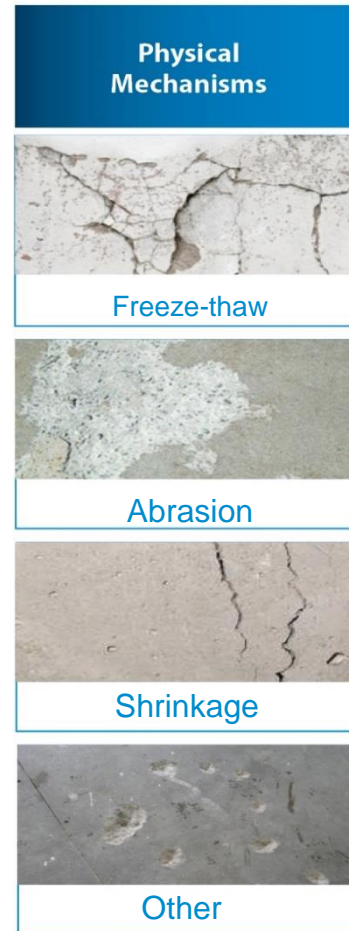 Physical
Mechanisms
Freeze-thaw
Abrasion
Shrinkage
Other